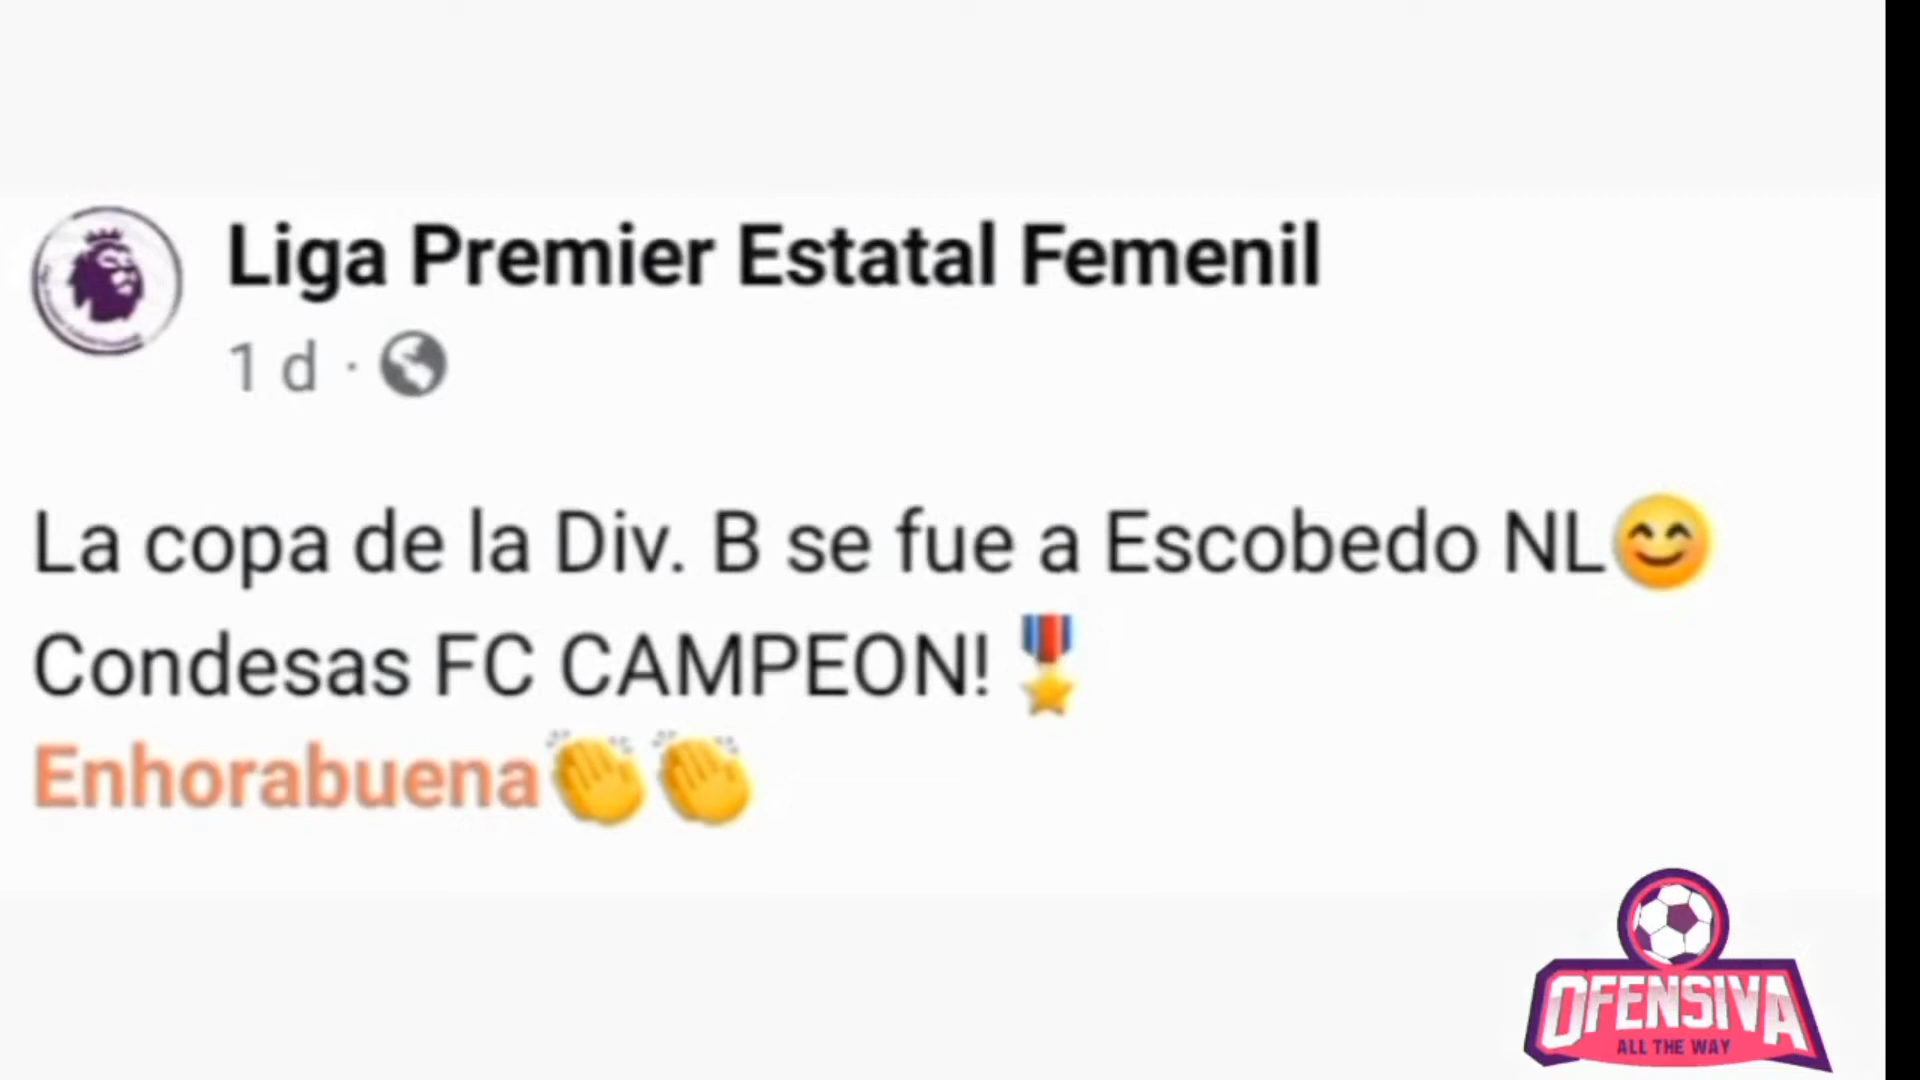 Liga Premier Estatal Femenil
1 d ·
La copa de la Div. B se fue a Escobedo NL😊
Condesas FC CAMPEON! 🎖️
Enhorabuena👏👏
OFENSIVA
ALL THE WAY